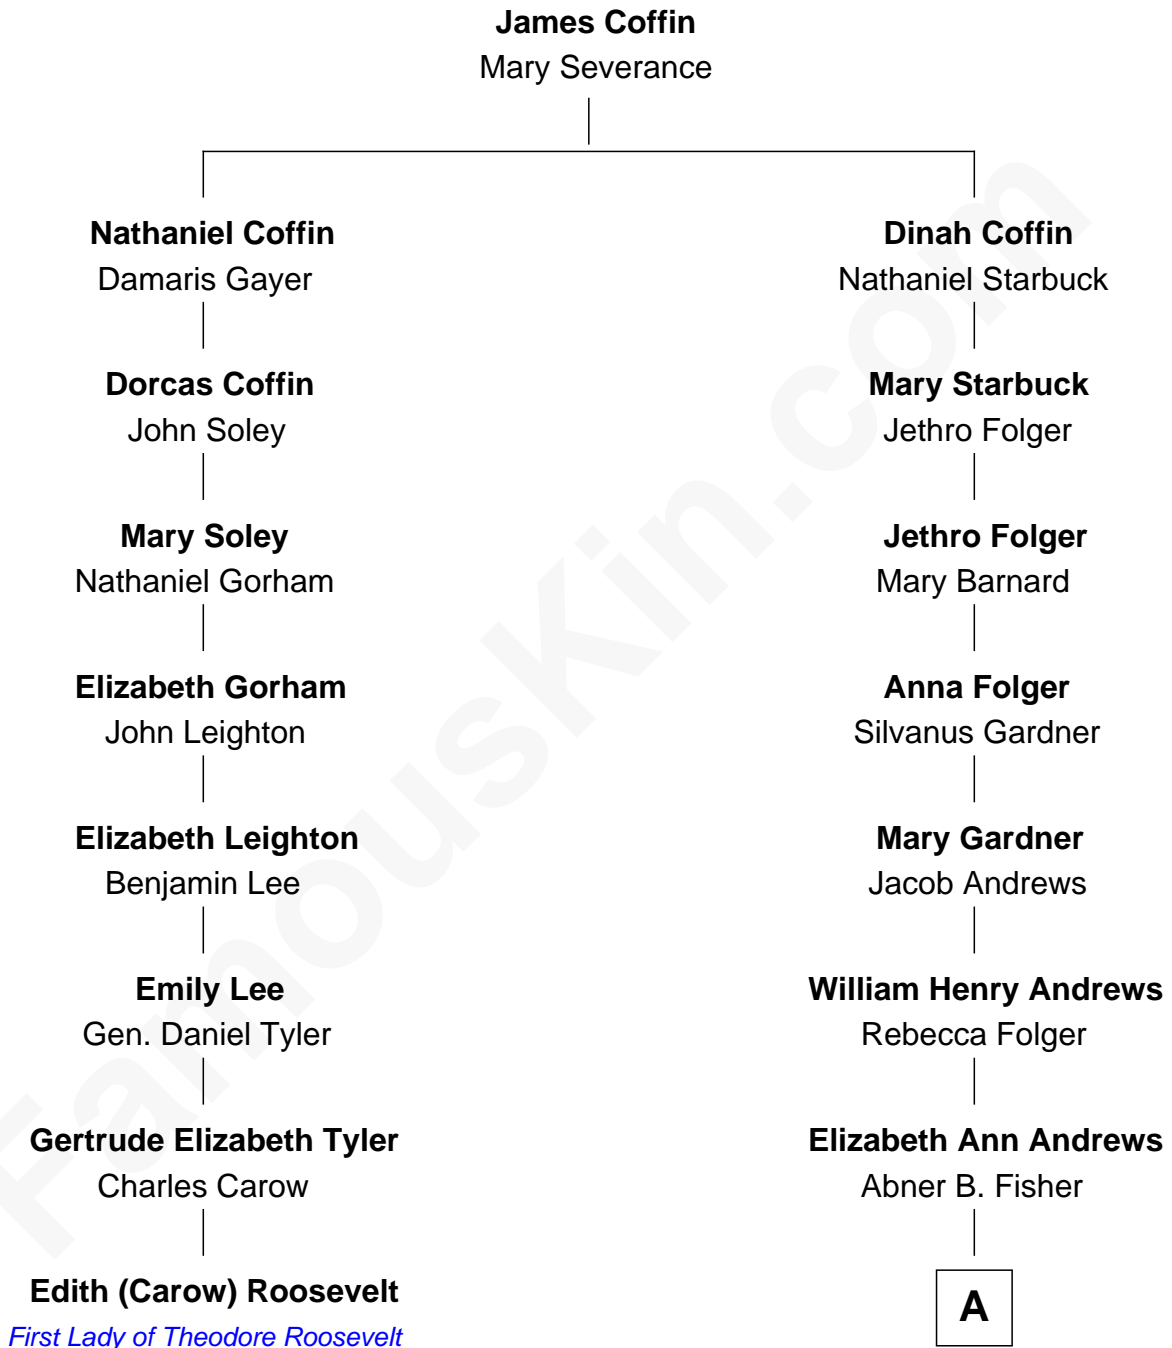 James Coffin
Mary Severance
Nathaniel Coffin
Damaris Gayer
Dinah Coffin
Nathaniel Starbuck
Dorcas Coffin
John Soley
Mary Starbuck
Jethro Folger
Mary Soley
Nathaniel Gorham
Jethro Folger
Mary Barnard
Elizabeth Gorham
John Leighton
Anna Folger
Silvanus Gardner
Elizabeth Leighton
Benjamin Lee
Mary Gardner
Jacob Andrews
Emily Lee
Gen. Daniel Tyler
William Henry Andrews
Rebecca Folger
Gertrude Elizabeth Tyler
Charles Carow
Elizabeth Ann Andrews
Abner B. Fisher
Edith (Carow) Roosevelt
First Lady of Theodore Roosevelt
A
FamousKin.com